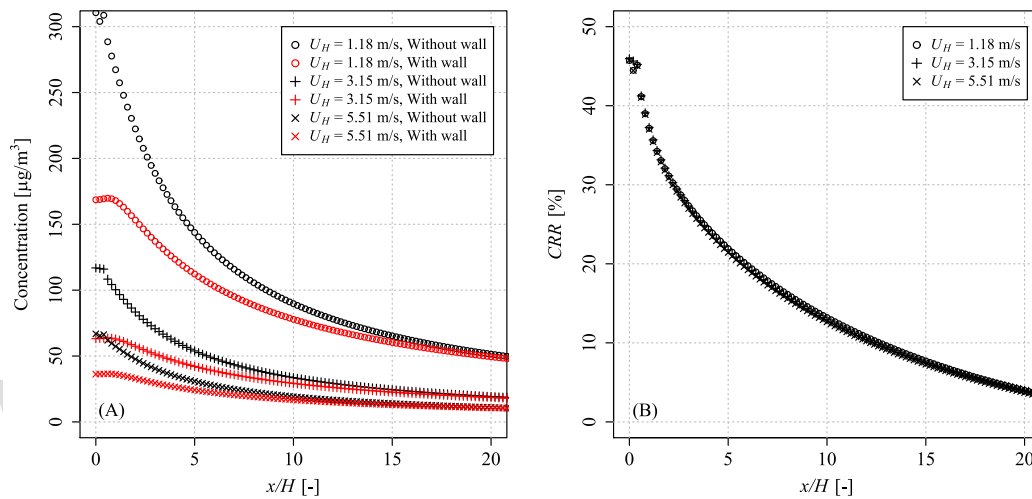 300
250
200
150
100
50
0
Concentration [µg/m³]
U_H = 1.18 m/s, Without wall
U_H = 1.18 m/s, With wall
U_H = 3.15 m/s, Without wall
U_H = 3.15 m/s, With wall
U_H = 5.51 m/s, Without wall
U_H = 5.51 m/s, With wall
(A)
0 5 10 15 20
x/H [-]
50
40
30
20
10
0
CRR [%]
U_H = 1.18 m/s
U_H = 3.15 m/s
U_H = 5.51 m/s
(B)
0 5 10 15 20
x/H [-]